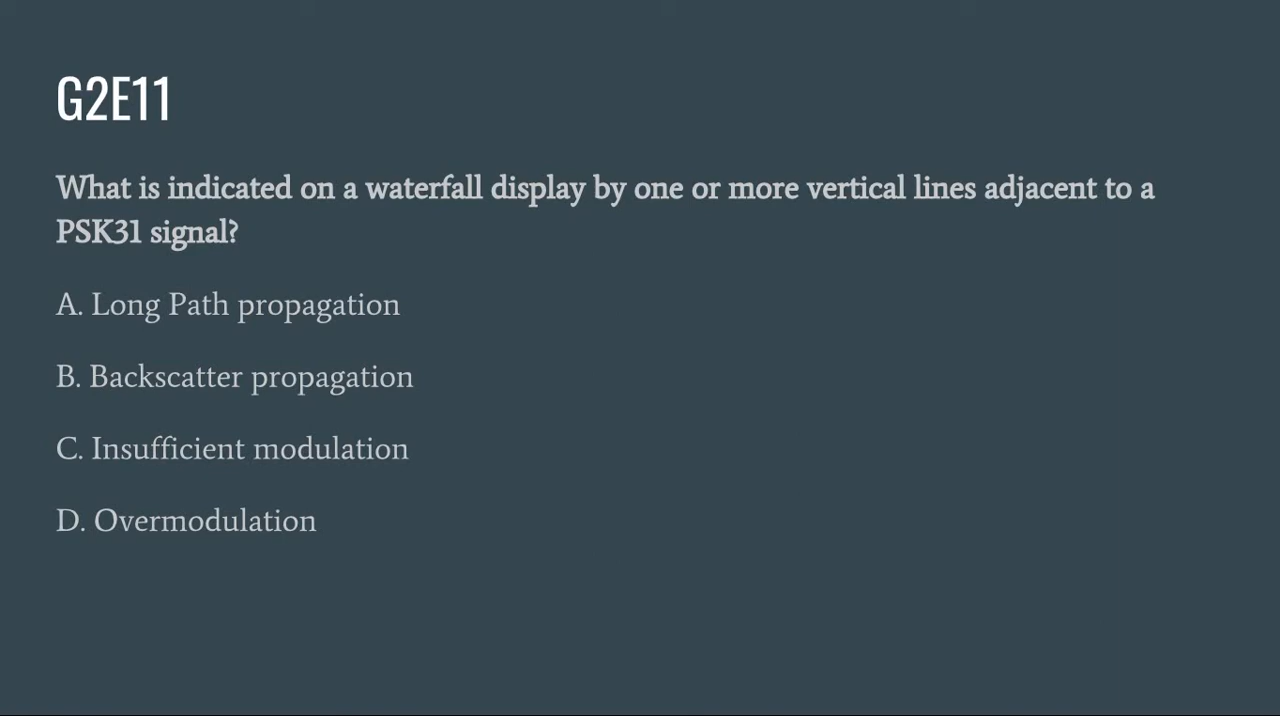 G2E11
What is indicated on a waterfall display by one or more vertical lines adjacent to a
PSK31 signal?
A. Long Path propagation
B. Backscatter propagation
C. Insufficient modulation
D. Overmodulation